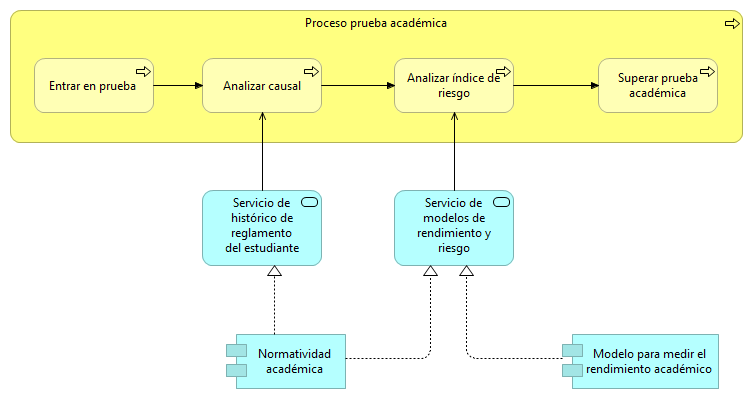 Proceso prueba académica
Entrar en prueba
Analizar causal
Analizar índice de
riesgo
Superar prueba
académica
Servicio de
histórico de
reglamento
del estudiante
Servicio de
modelos de
rendimiento y
riesgo
Normatividad
académica
Modelo para medir el
rendimiento académico